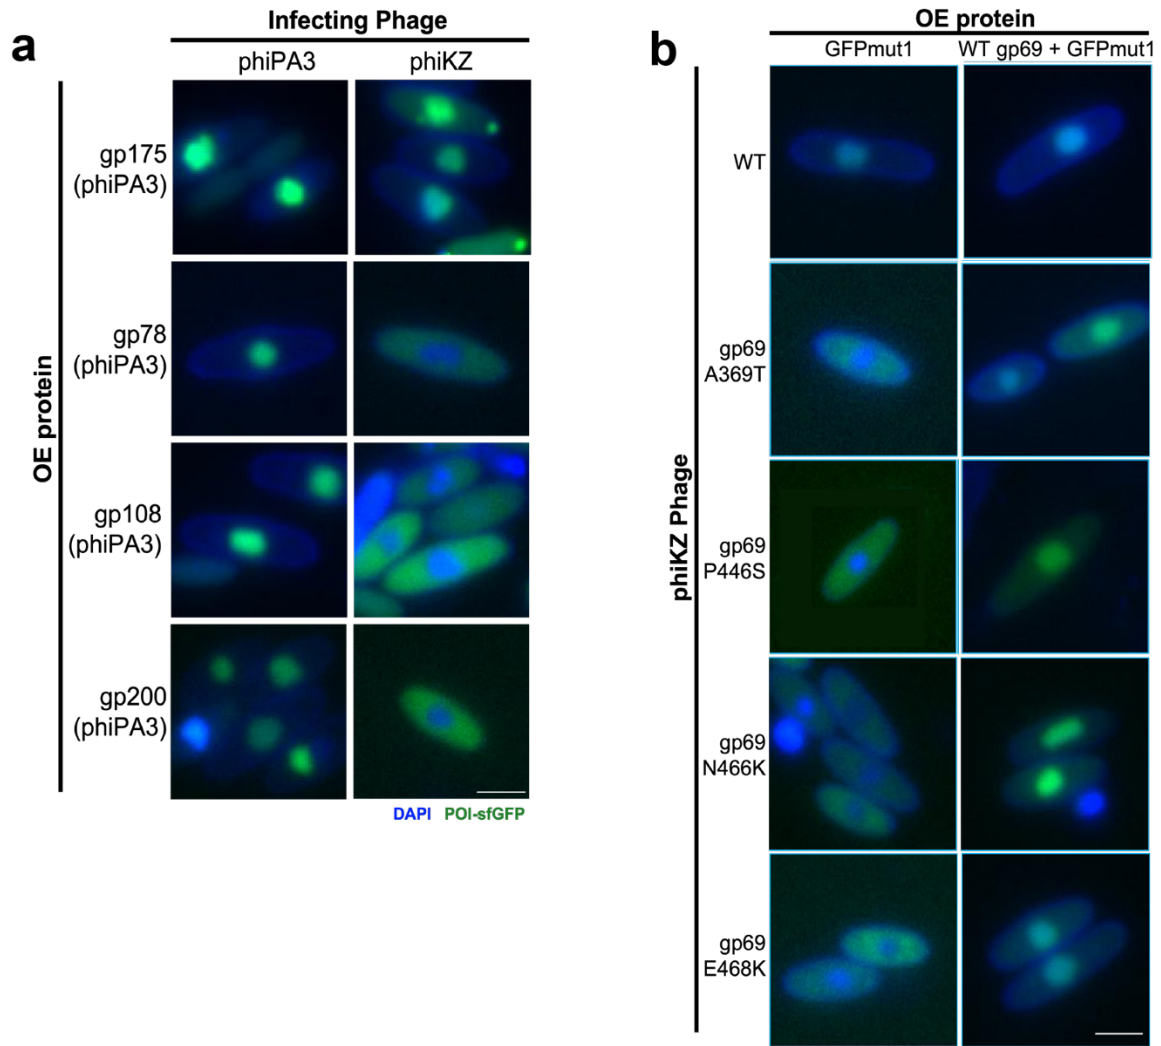 a
Infecting Phage
phiPA3 phiKZ
OE protein
gp175
(phiPA3)
gp78
(phiPA3)
gp108
(phiPA3)
gp200
(phiPA3)
DAPI POI-sfGFP
b
OE protein
GFPmut1 WT gp69 + GFPmut1
phiKZ Phage
WT
gp69
A369T
gp69
P446S
gp69
N466K
gp69
E468K